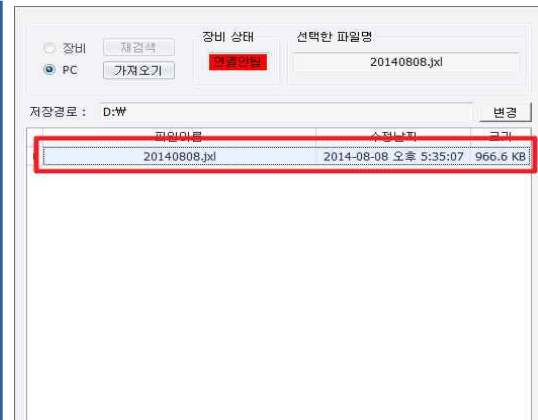 장비 상태
선택한 파일명
장비
재검색
PC
가져오기
연결안됨
20140808.jxl
저장경로 : D:₩
변경
파일이름 수정날짜 크기
20140808.jxl 2014-08-08 오후 5:35:07 966.6 KB